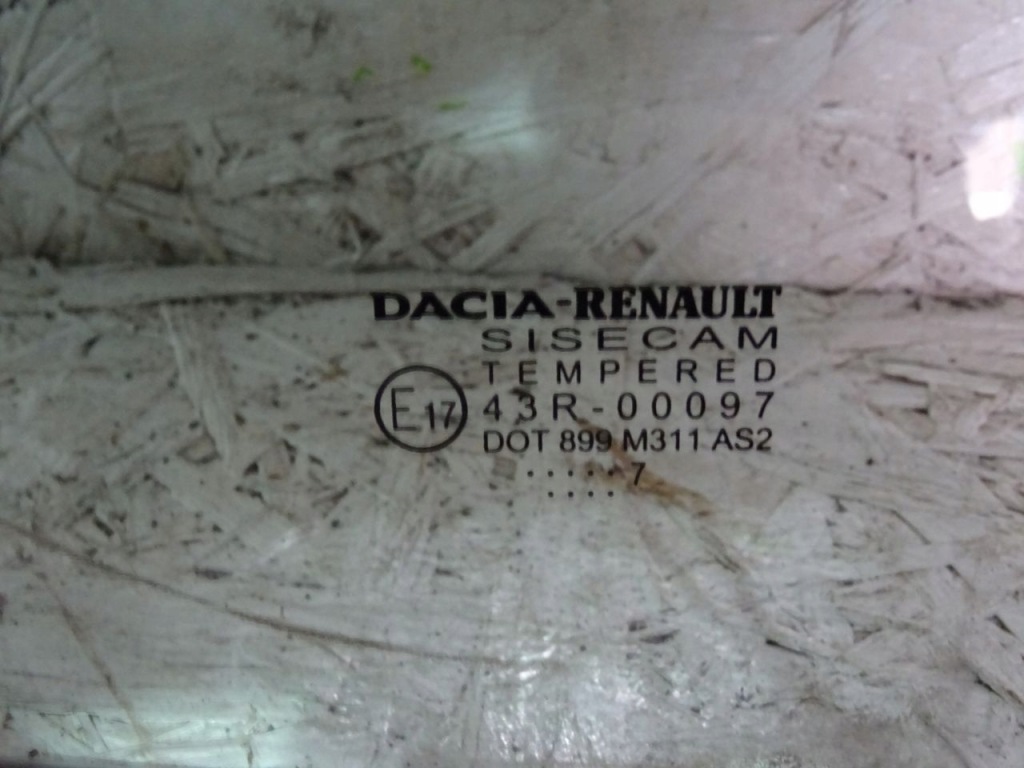 DACIA-RENAULT
SISECAM
TEMPERED
E17 43R-00097
DOT 899 M311 AS2
.....7
....